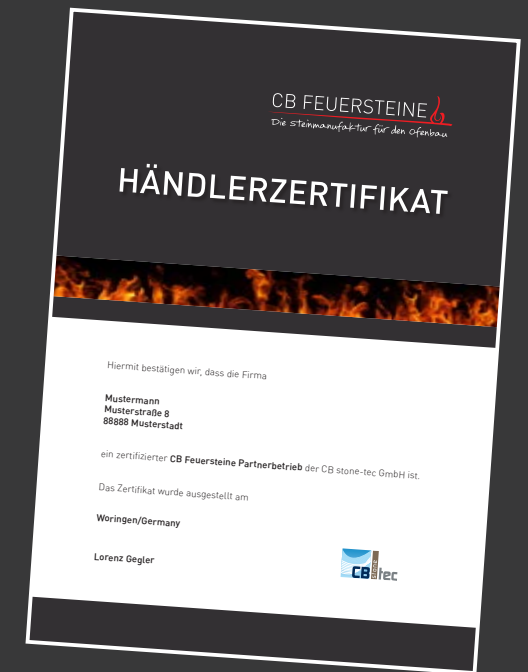 CB FEUERSTEINE
Die Steinmanufaktur für den Ofenbau
HÄNDLERZERTIFIKAT
Hiermit bestätigen wir, dass die Firma
Mustermann
Musterstraße 8
88888 Musterstadt
ein zertifizierter CB Feuersteine Partnerbetrieb der CB stone-tec GmbH ist.
Das Zertifikat wurde ausgestellt am
Woringen/Germany
Lorenz Gegler
CB stone tec